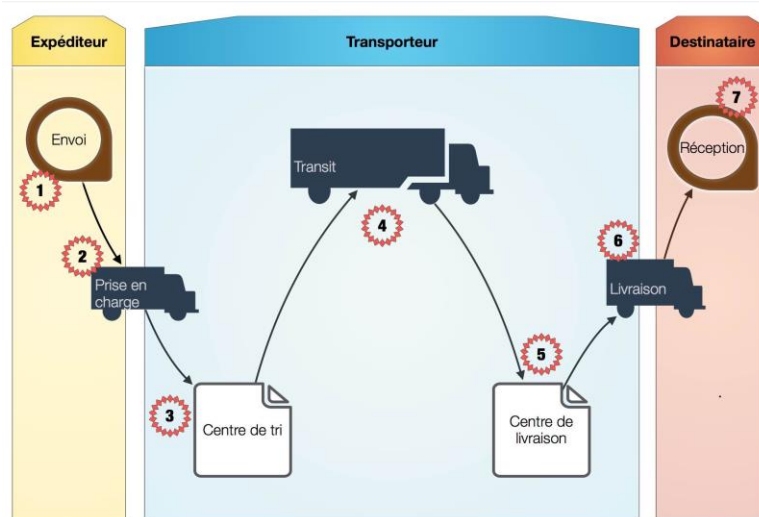 Expéditeur
Transporteur
Destinataire
7
Envoi
Transit
Réception
1
4
2
6
Prise en
charge
Livraison
5
3
Centre de tri
Centre de
livraison